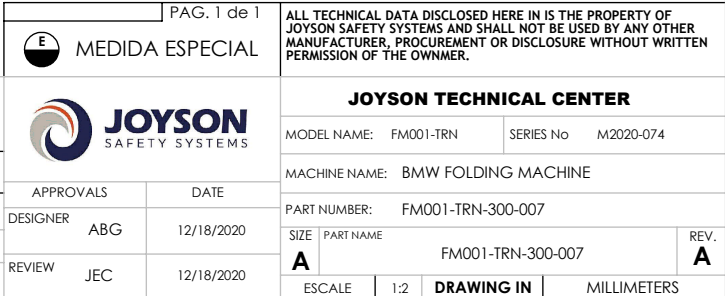 PAG. 1 de 1
E
MEDIDA ESPECIAL
ALL TECHNICAL DATA DISCLOSED HERE IN IS THE PROPERTY OF
JOYSON SAFETY SYSTEMS AND SHALL NOT BE USED BY ANY OTHER
MANUFACTURER, PROCUREMENT OR DISCLOSURE WITHOUT WRITTEN
PERMISSION OF THE OWNMER.
JOYSON
SAFETY SYSTEMS
JOYSON TECHNICAL CENTER
MODEL NAME: FM001-TRN SERIES No M2020-074
MACHINE NAME: BMW FOLDING MACHINE
APPROVALS DATE
PART NUMBER: FM001-TRN-300-007
DESIGNER ABG 12/18/2020
SIZE PART NAME REV.
A FM001-TRN-300-007 A
REVIEW JEC 12/18/2020
ESCALE 1:2 DRAWING IN MILLIMETERS